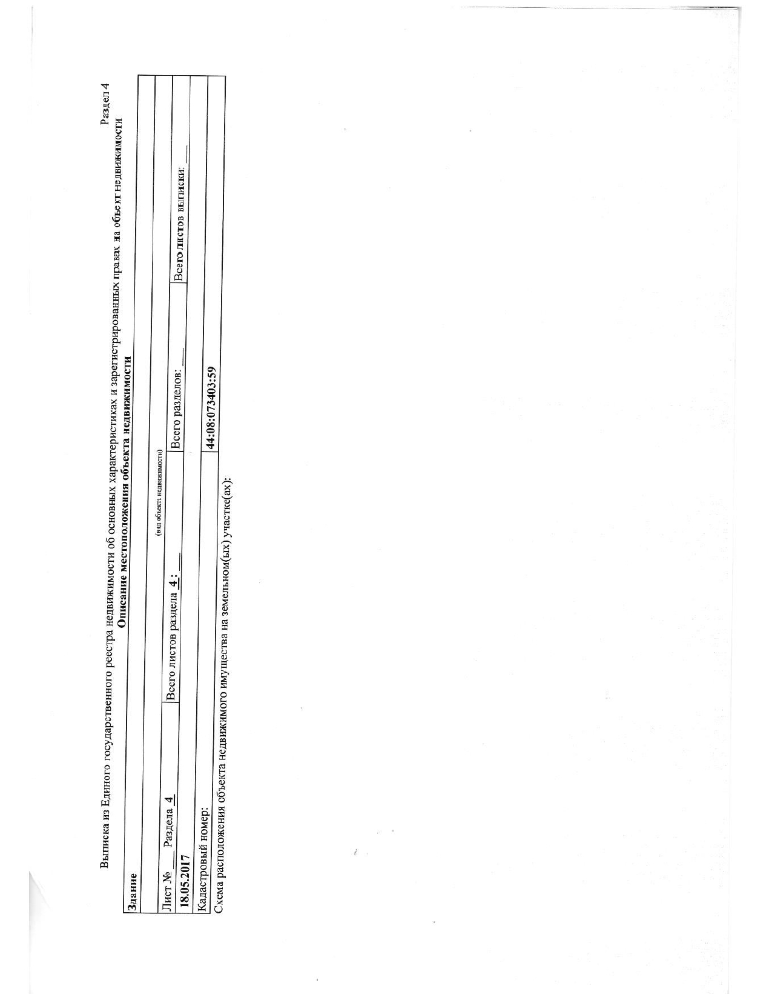 Раздел 4
Выписка из Единого государственного реестра недвижимости об основных характеристиках и зарегистрированных правах на объект недвижимости
Описание местоположения объекта недвижимости
Здание
(вид объекта недвижимости)
Лист № ___ Раздела 4 Всего листов раздела 4 : ___ Всего разделов: ___ Всего листов выписки: ___
18.05.2017
Кадастровый номер: 44:08:073403:59
Схема расположения объекта недвижимого имущества на земельном(ых) участке(ах):